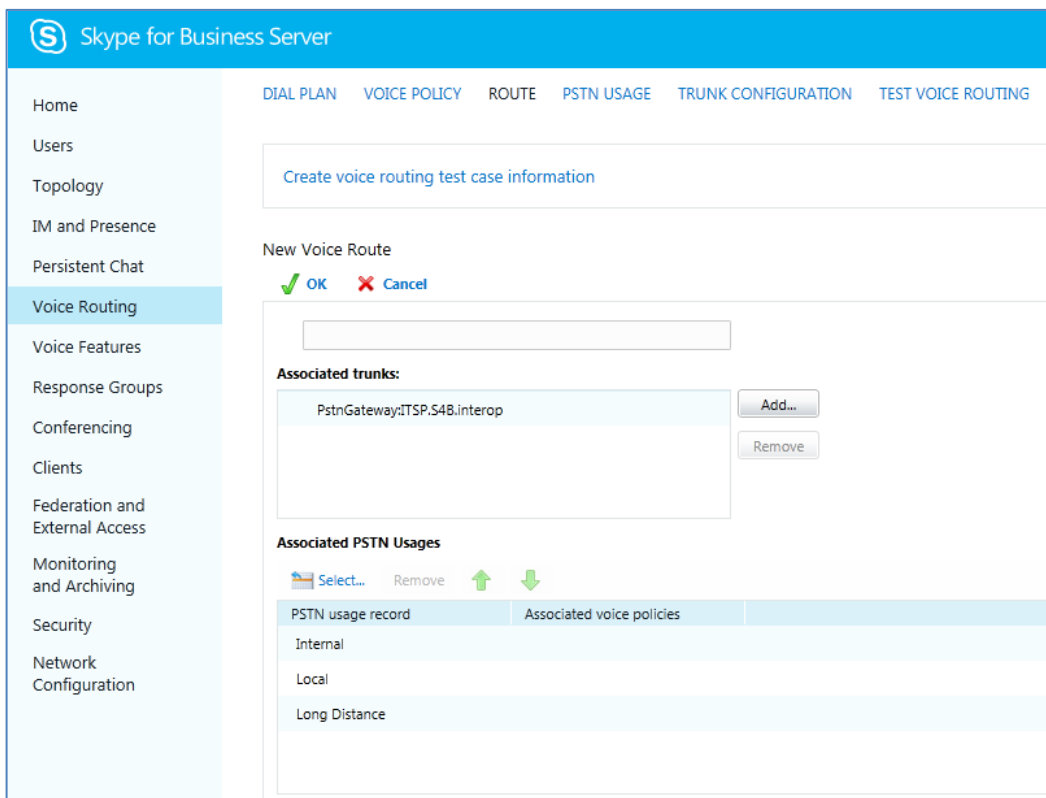 Skype for Business Server
Home
Users
Topology
IM and Presence
Persistent Chat
Voice Routing
Voice Features
Response Groups
Conferencing
Clients
Federation and
External Access
Monitoring
and Archiving
Security
Network
Configuration
DIAL PLAN VOICE POLICY ROUTE PSTN USAGE TRUNK CONFIGURATION TEST VOICE ROUTING
Create voice routing test case information
New Voice Route
OK Cancel
Associated trunks:
PstnGateway:ITSP.S4B.interop
Add...
Remove
Associated PSTN Usages
Select... Remove
PSTN usage record Associated voice policies
Internal
Local
Long Distance